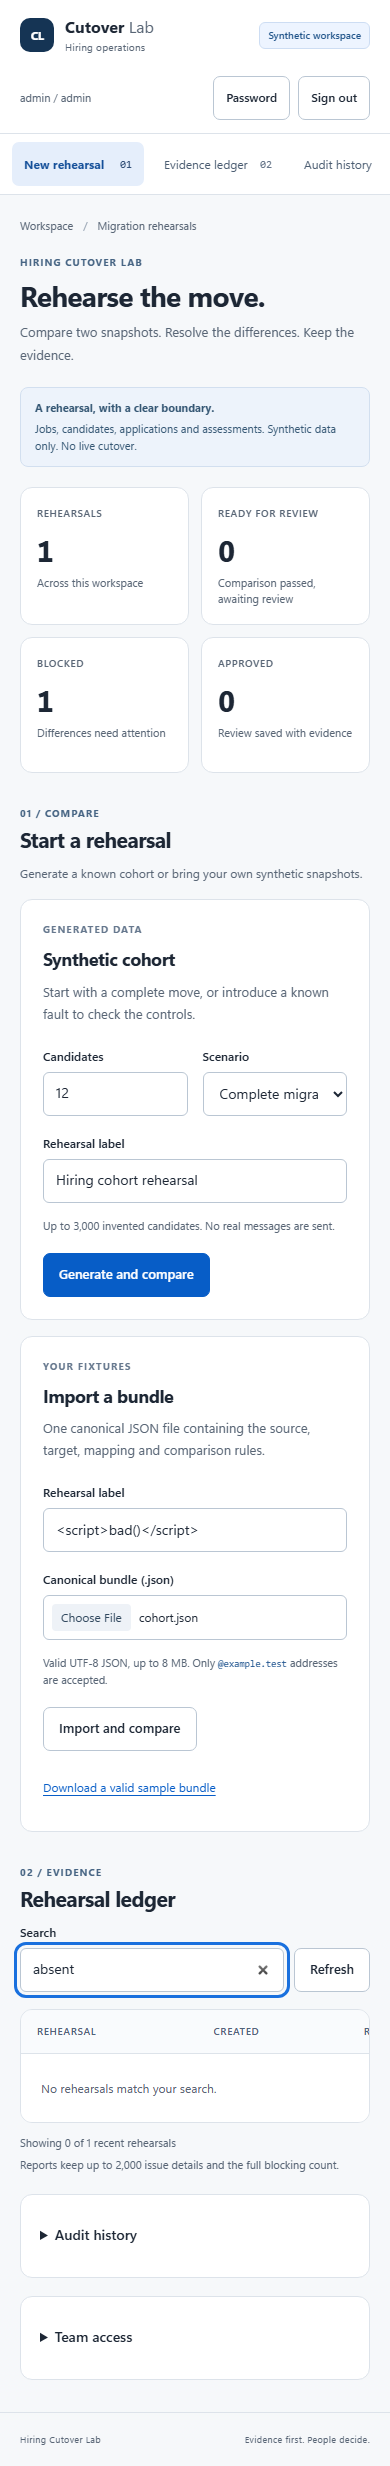 CL
Cutover Lab
Hiring operations
Synthetic workspace
admin / admin
Password
Sign out
New rehearsal 01
Evidence ledger 02
Audit history
Workspace / Migration rehearsals
HIRING CUTOVER LAB
Rehearse the move.
Compare two snapshots. Resolve the differences. Keep the
evidence.
A rehearsal, with a clear boundary.
Jobs, candidates, applications and assessments. Synthetic data
only. No live cutover.
REHEARSALS
1
Across this workspace
READY FOR REVIEW
0
Comparison passed,
awaiting review
BLOCKED
1
Differences need attention
APPROVED
0
Review saved with evidence
01 / COMPARE
Start a rehearsal
Generate a known cohort or bring your own synthetic snapshots.
GENERATED DATA
Synthetic cohort
Start with a complete move, or introduce a known
fault to check the controls.
Candidates
12
Scenario
Complete migra
Rehearsal label
Hiring cohort rehearsal
Up to 3,000 invented candidates. No real messages are sent.
Generate and compare
YOUR FIXTURES
Import a bundle
One canonical JSON file containing the source,
target, mapping and comparison rules.
Rehearsal label
<script>bad()</script>
Canonical bundle (.json)
Choose File cohort.json
Valid UTF-8 JSON, up to 8 MB. Only @example.test addresses
are accepted.
Import and compare
Download a valid sample bundle
02 / EVIDENCE
Rehearsal ledger
Search
absent
Refresh
REHEARSAL CREATED R
No rehearsals match your search.
Showing 0 of 1 recent rehearsals
Reports keep up to 2,000 issue details and the full blocking count.
Audit history
Team access
Hiring Cutover Lab
Evidence first. People decide.